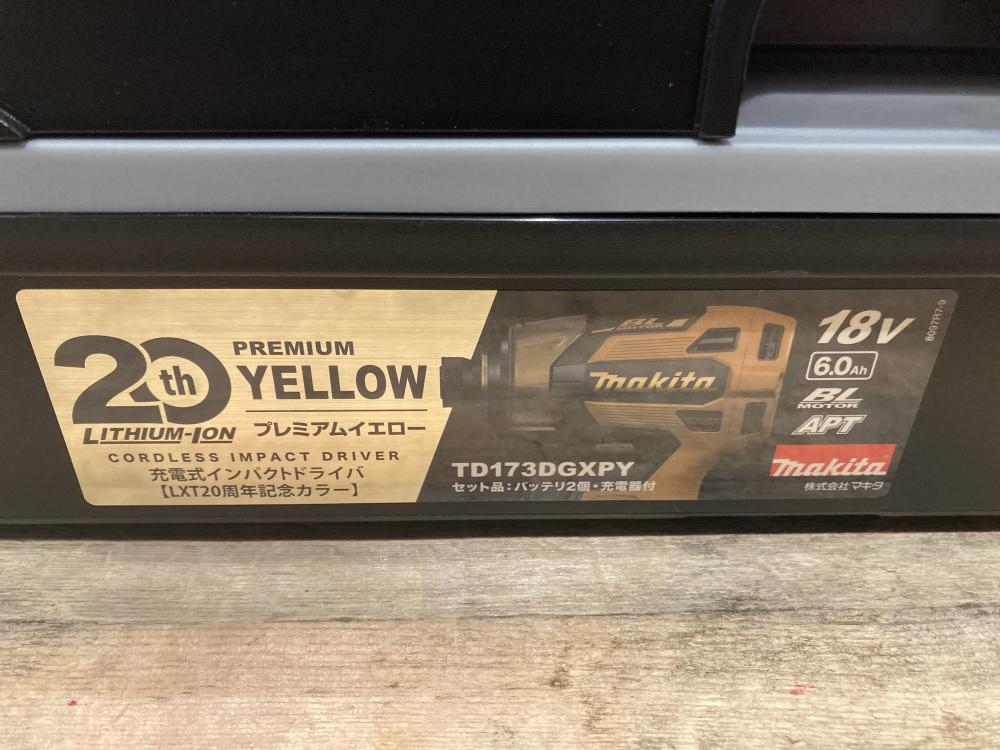 20th
LITHIUM-ION
PREMIUM
YELLOW
プレミアムイエロー
CORDLESS IMPACT DRIVER
充電式インパクトドライバ
【LXT20周年記念カラー】
BL
MOTOR
makita
TD173DGXPY
セット品:バッテリ2個・充電器付
18V
6.0Ah
BL
MOTOR
APT
makita
株式会社マキタ
8097R7-9